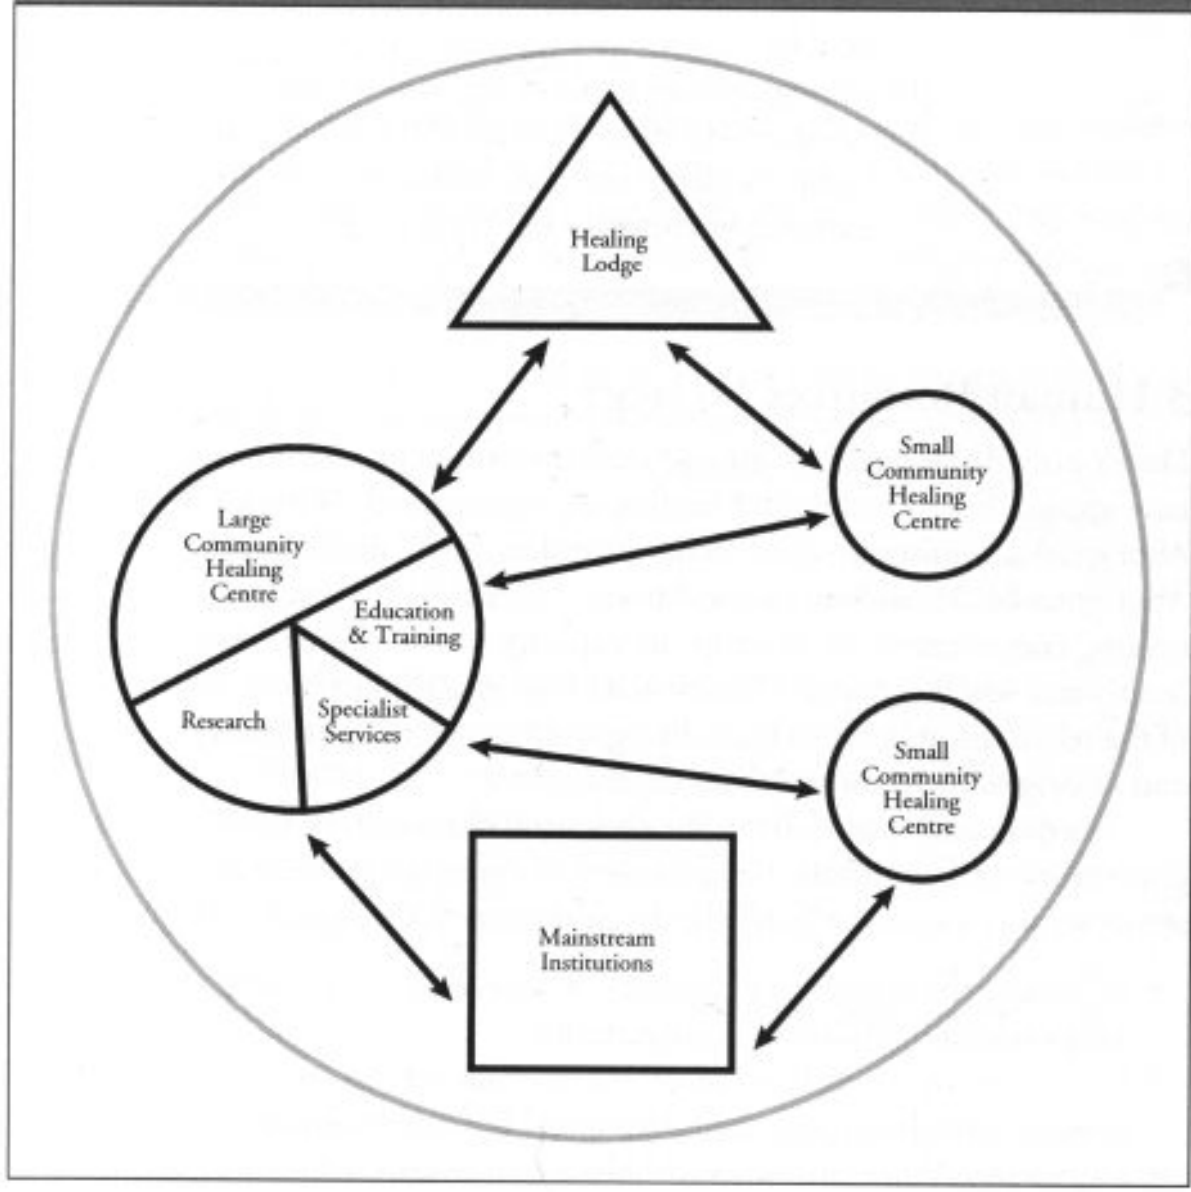 Healing
Lodge
Small
Community
Healing
Centre
Large
Community
Healing
Centre
Education
& Training
Research
Specialist
Services
Small
Community
Healing
Centre
Mainstream
Institutions